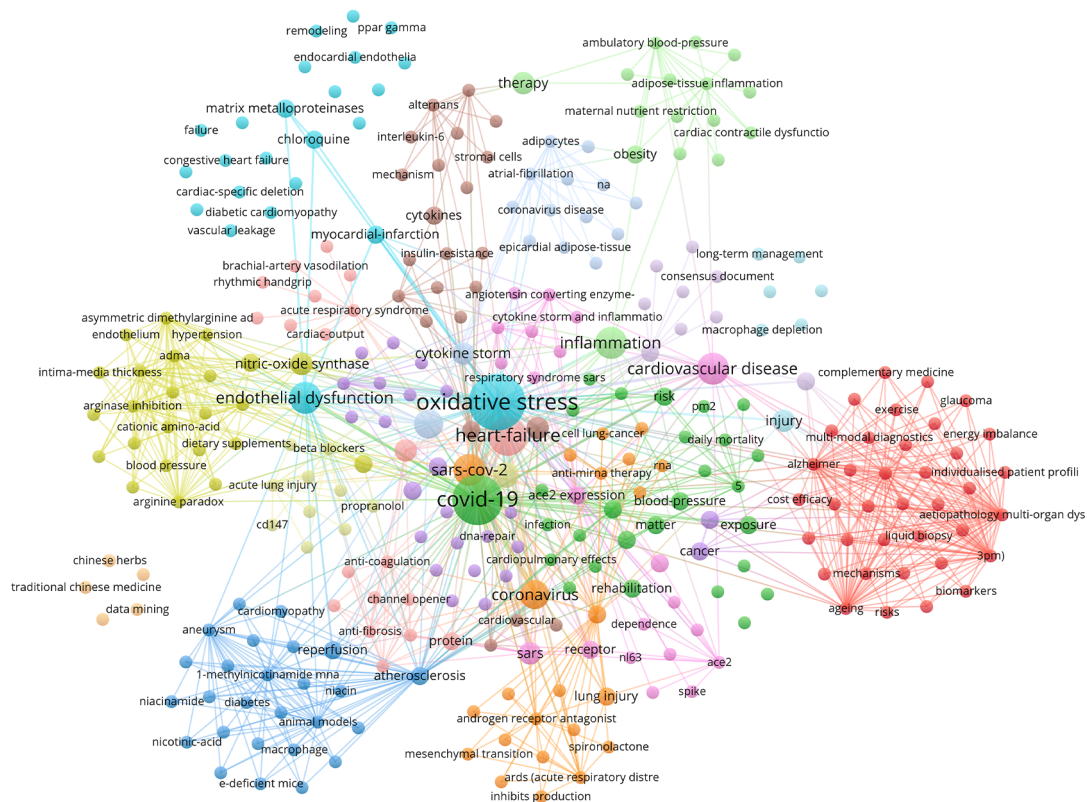 ppar gamma
remodeling
endocardial endothelia
ambulatory blood-pressure
therapy
adipose-tissue inflammation
matrix metalloproteinases
alternans
maternal nutrient restriction
failure
chloroquine
interleukin-6
adipocytes
cardiac contractile dysfunctio
congestive heart failure
stromal cells
obesity
mechanism
atrial-fibrillation
na
cardiac-specific deletion
diabetic cardiomyopathy
cytokines
coronavirus disease
vascular leakage
myocardial-infarction
insulin-resistance
epicardial adipose-tissue
long-term management
brachial-artery vasodilation
consensus document
rhythmic handgrip
angiotensin converting enzyme-
acute respiratory syndrome
asymmetric dimethylarginine ad
cytokine storm and inflammatio
macrophage depletion
endothelium
hypertension
cardiac-output
inflammation
adma
nitric-oxide synthase
cytokine storm
cardiovascular disease
intima-media thickness
respiratory syndrome sars
complementary medicine
endothelial dysfunction
oxidative stress
risk
glaucoma
arginase inhibition
pm2
exercise
cationic amino-acid
heart-failure
cell lung-cancer
injury
energy imbalance
dietary supplements
beta blockers
daily mortality
multi-modal diagnostics
blood pressure
sars-cov-2
anti-mirna therapy
rna
alzheimer
individualised patient profili
acute lung injury
5
arginine paradox
covid-19
ace2 expression
blood-pressure
cost efficacy
propranolol
aetiopathology multi-organ dys
cd147
infection
matter
exposure
dna-repair
liquid biopsy
chinese herbs
anti-coagulation
cardiopulmonary effects
cancer
3pm)
mechanisms
traditional chinese medicine
channel opener
coronavirus
rehabilitation
biomarkers
data mining
cardiomyopathy
cardiovascular
dependence
ageing
risks
aneurysm
anti-fibrosis
protein
reperfusion
sars
receptor
nl63
ace2
1-methylnicotinamide mna
atherosclerosis
niacinamide
diabetes
niacin
lung injury
spike
animal models
androgen receptor antagonist
nicotinic-acid
macrophage
mesenchymal transition
spironolactone
e-deficient mice
ards (acute respiratory distre
inhibits production